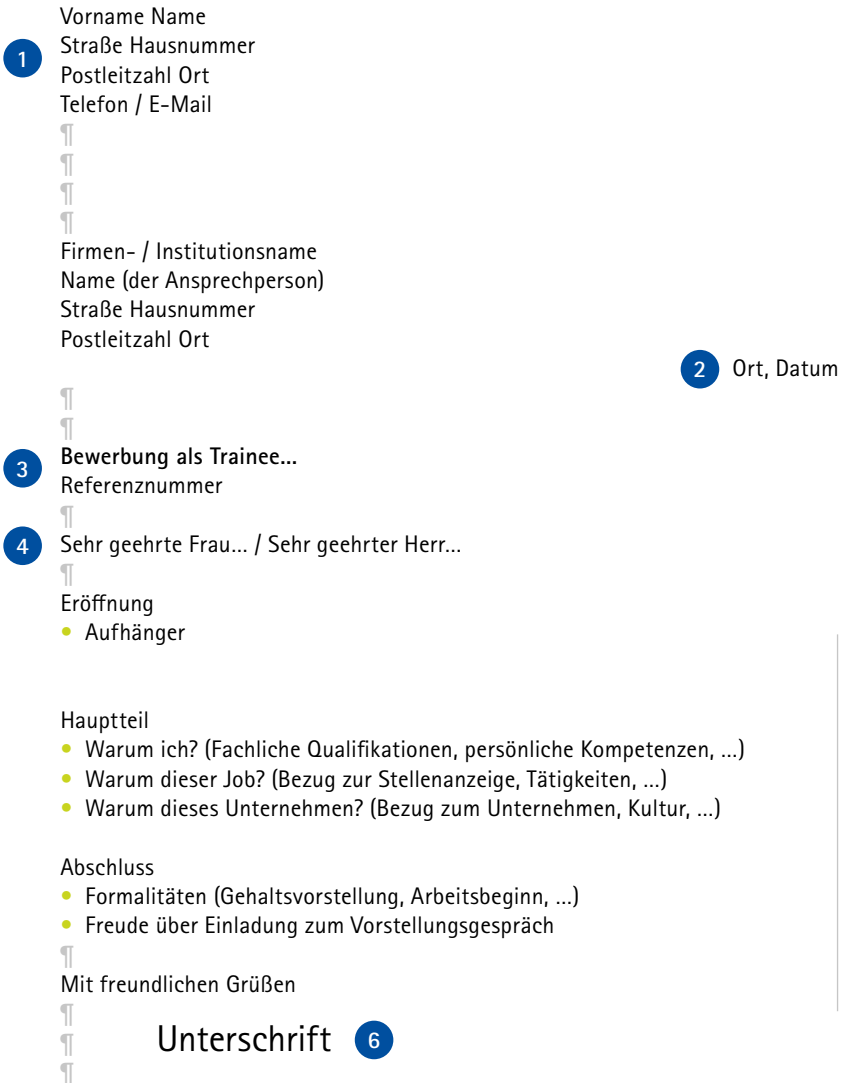 Vorname Name
1 Straße Hausnummer
Postleitzahl Ort
Telefon / E-Mail
¶
¶
¶
¶
Firmen- / Institutionsname
Name (der Ansprechperson)
Straße Hausnummer
Postleitzahl Ort
2 Ort, Datum
¶
¶
3 Bewerbung als Trainee...
Referenznummer
¶
4 Sehr geehrte Frau... / Sehr geehrter Herr...
¶
Eröffnung
• Aufhänger
Hauptteil
• Warum ich? (Fachliche Qualifikationen, persönliche Kompetenzen, ...)
• Warum dieser Job? (Bezug zur Stellenanzeige, Tätigkeiten, ...)
• Warum dieses Unternehmen? (Bezug zum Unternehmen, Kultur, ...)
Abschluss
• Formalitäten (Gehaltsvorstellung, Arbeitsbeginn, ...)
• Freude über Einladung zum Vorstellungsgespräch
¶
Mit freundlichen Grüßen
¶
¶ Unterschrift 6
¶